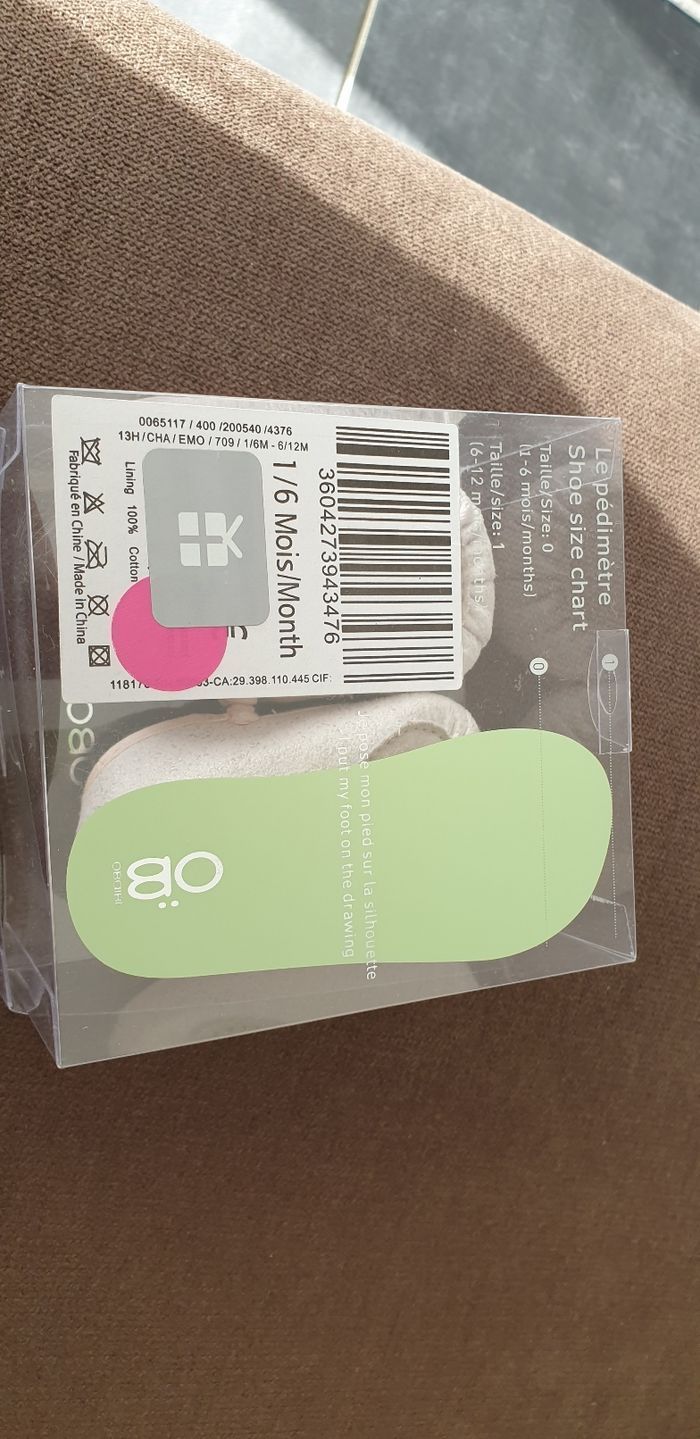 Le pédimètre
Shoe size chart
Taille/Size: 0
(1-6 mois/months)
Taille/size: 1
1
0
3604273943476
1/6 Mois/Month
0065117 / 400 /200540 /4376
13H/CHA/EMO / 709 / 1/6M - 6/12M
Lining 100% Cotton
Fabriqué en Chine / Made in China
CA:29.398.110.445 CIF:
Je pose mon pied sur la silhouette
I put my foot on the drawing
OBAIBI